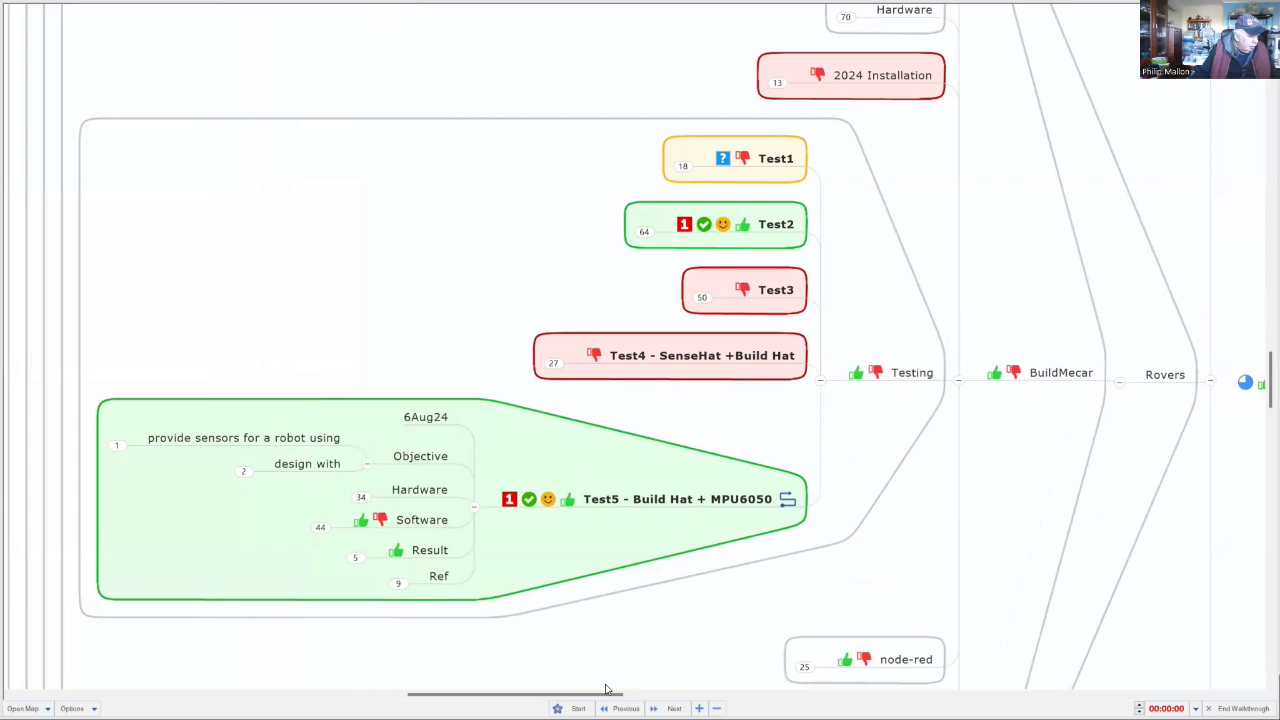 Hardware
70
Philip Mallon
2024 Installation
13
? Test1
18
1 Test2
64
Test3
50
Test4 - SenseHat +Build Hat
27
Testing
BuildMecar
Rovers
6Aug24
provide sensors for a robot using
1
Objective
design with
2
Hardware
34
1 Test5 - Build Hat + MPU6050
Software
44
Result
5
Ref
9
node-red
25
Open Map
Options
Start
Previous
Next
00:00:00
End Walkthrough